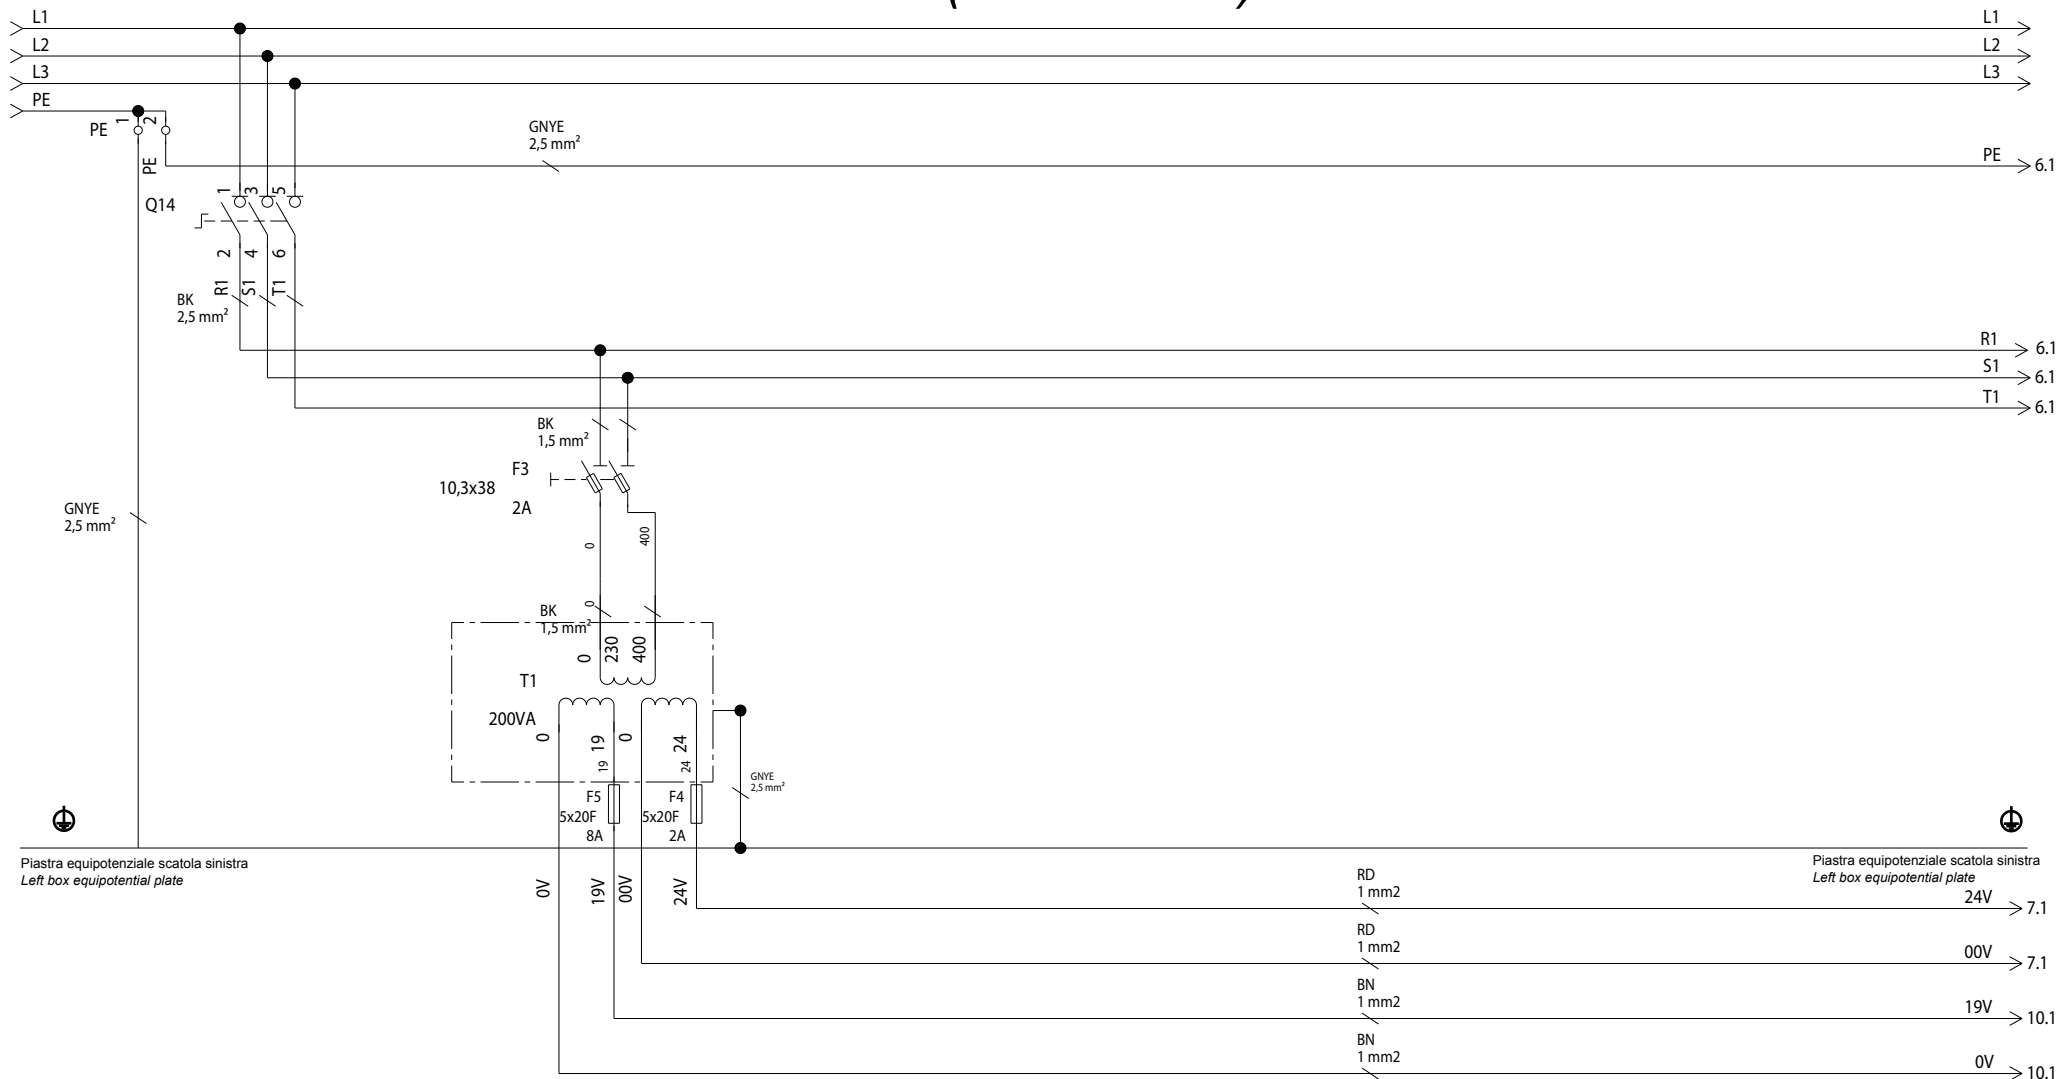 L1 L1
L2 L2
L3 L3
PE
PE 1 2
GNYE
2,5 mm²
PE PE 6.1
Q14 1 3 5
2 4 6
R1 S1 T1
BK
2,5 mm²
R1 6.1
S1 6.1
T1 6.1
BK
1,5 mm²
F3
10,3x38
2A
GNYE
2,5 mm²
0 400
0
BK
1,5 mm²
0 230 400
T1
200VA
0 19 0 24
19 24
GNYE
2,5 mm²
F5 F4
5x20F 5x20F
8A 2A
Piastra equipotenziale scatola sinistra
Left box equipotential plate
Piastra equipotenziale scatola sinistra
Left box equipotential plate
0V 19V 00V 24V
RD
1 mm2
24V 7.1
RD
1 mm2
00V 7.1
BN
1 mm2
19V 10.1
BN
1 mm2
0V 10.1